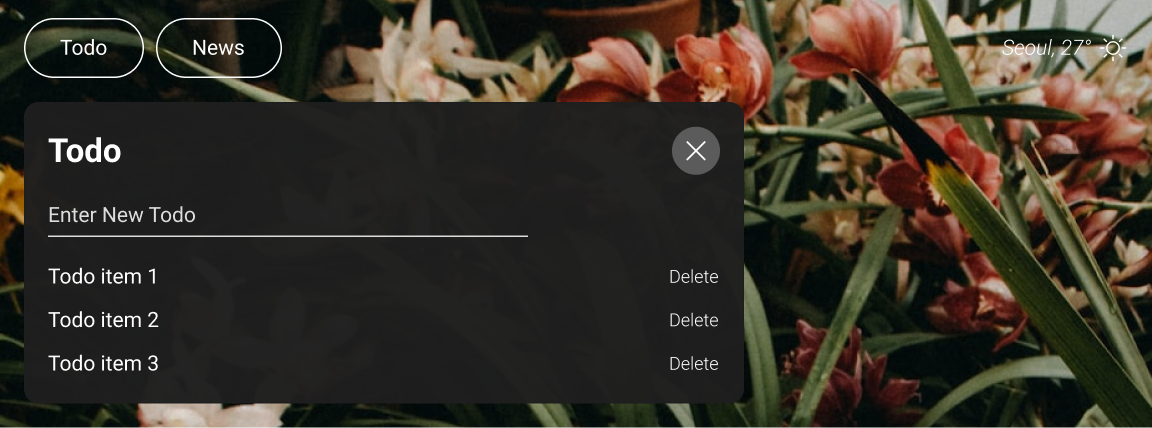 Todo
News
Seoul, 27°
Todo
Enter New Todo
Todo item 1
Delete
Todo item 2
Delete
Todo item 3
Delete